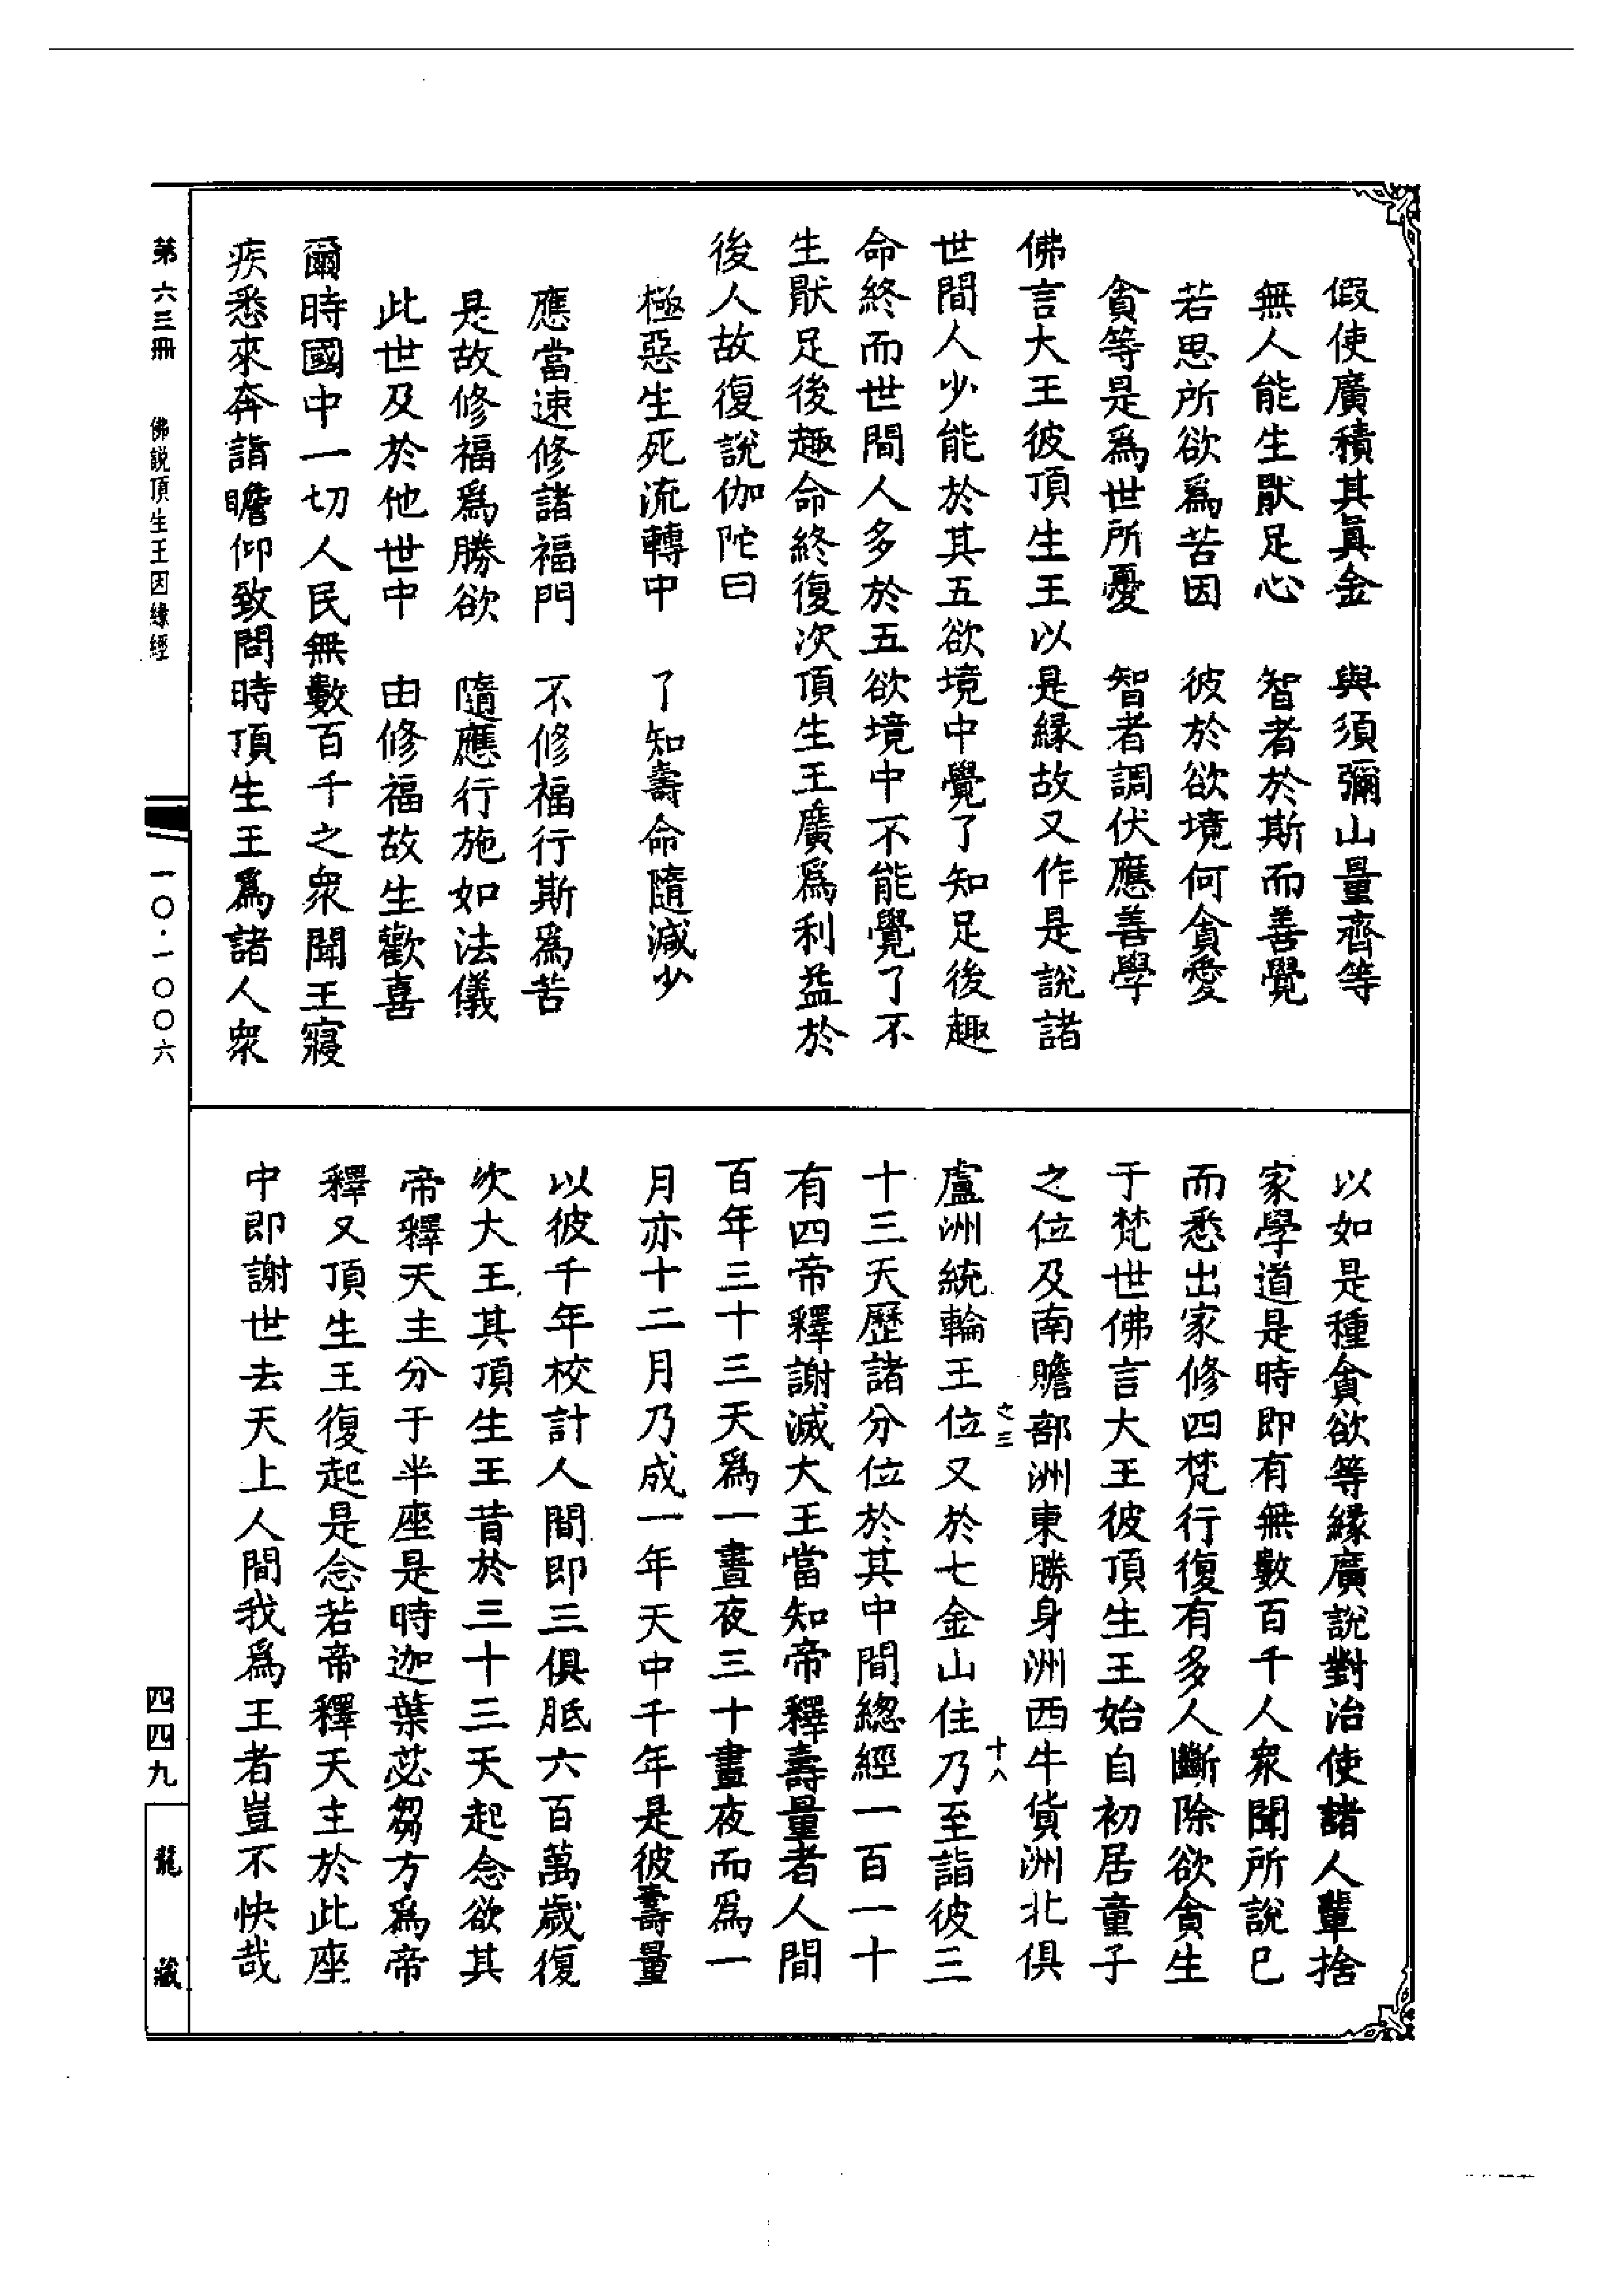 假使廣積其真金　與須彌山量齊等
無人能生猒足心　智者於斯而善覺
若思所欲爲苦因　彼於欲境何貪愛
貪等是爲世所憂　智者調伏應善學
佛言大王彼頂生王以是緣故又作是說諸
世間人少能於其五欲境中覺了知足後趣
命終而世間人多於五欲境中不能覺了不
生猒足後趣命終復次頂生王廣爲利益於
後人故復說伽陀曰
極惡生死流轉中　了知壽命隨減少
應當速修諸福門　不修福行斯爲苦
是故修福爲勝欲　隨應行施如法儀
此世及於他世中　由修福故生歡喜
爾時國中一切人民無數百千之衆聞王寢
疾悉來奔詣瞻仰致問時頂生王爲諸人衆
以如是種貪欲等緣廣說對治使諸人輩捨
家學道是時即有無數百千人衆聞所說已
而悉出家修四梵行復有多人斷除欲貪生
于梵世佛言大王彼頂生王始自初居童子
之位及南贍部洲東勝身洲西牛貨洲北俱
之三　十八
盧洲統輪王位又於七金山住乃至詣彼三
十三天歷諸分位於其中間總經一百一十
有四帝釋謝滅大王當知帝釋壽量者人間
百年三十三天爲一晝夜三十晝夜而爲一
月亦十二月乃成一年天中千年是彼壽量
以彼千年校計人間即三俱胝六百萬歲復
次大王其頂生王昔於三十三天起念欲其
帝釋天主分于半座是時迦葉苾芻方爲帝
釋又頂生王復起是念若帝釋天主於此座
中即謝世去天上人間我爲王者豈不快哉
第六三冊　佛説頂生王因緣經　一〇·一〇〇六
四四九
龍藏